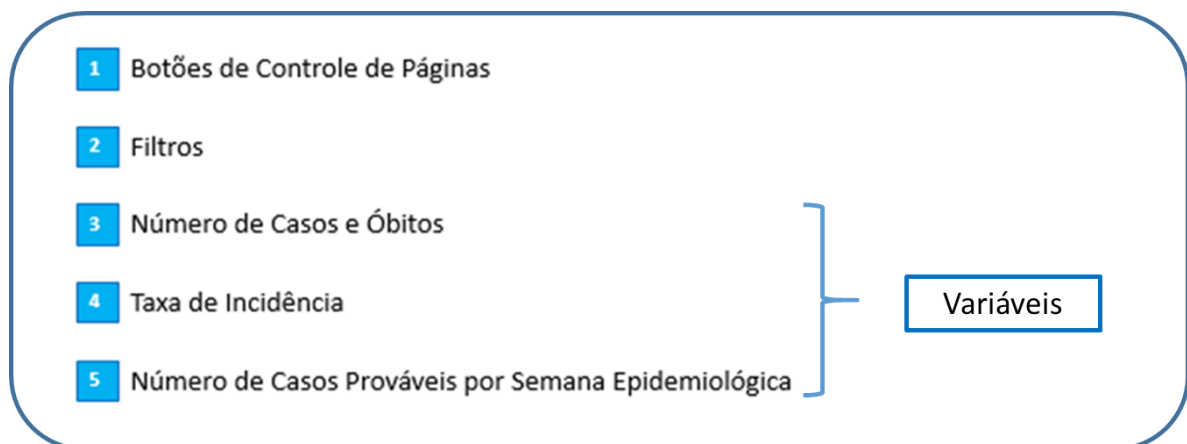 1 Botões de Controle de Páginas
2 Filtros
3 Número de Casos e Óbitos
4 Taxa de Incidência
Variáveis
5 Número de Casos Prováveis por Semana Epidemiológica